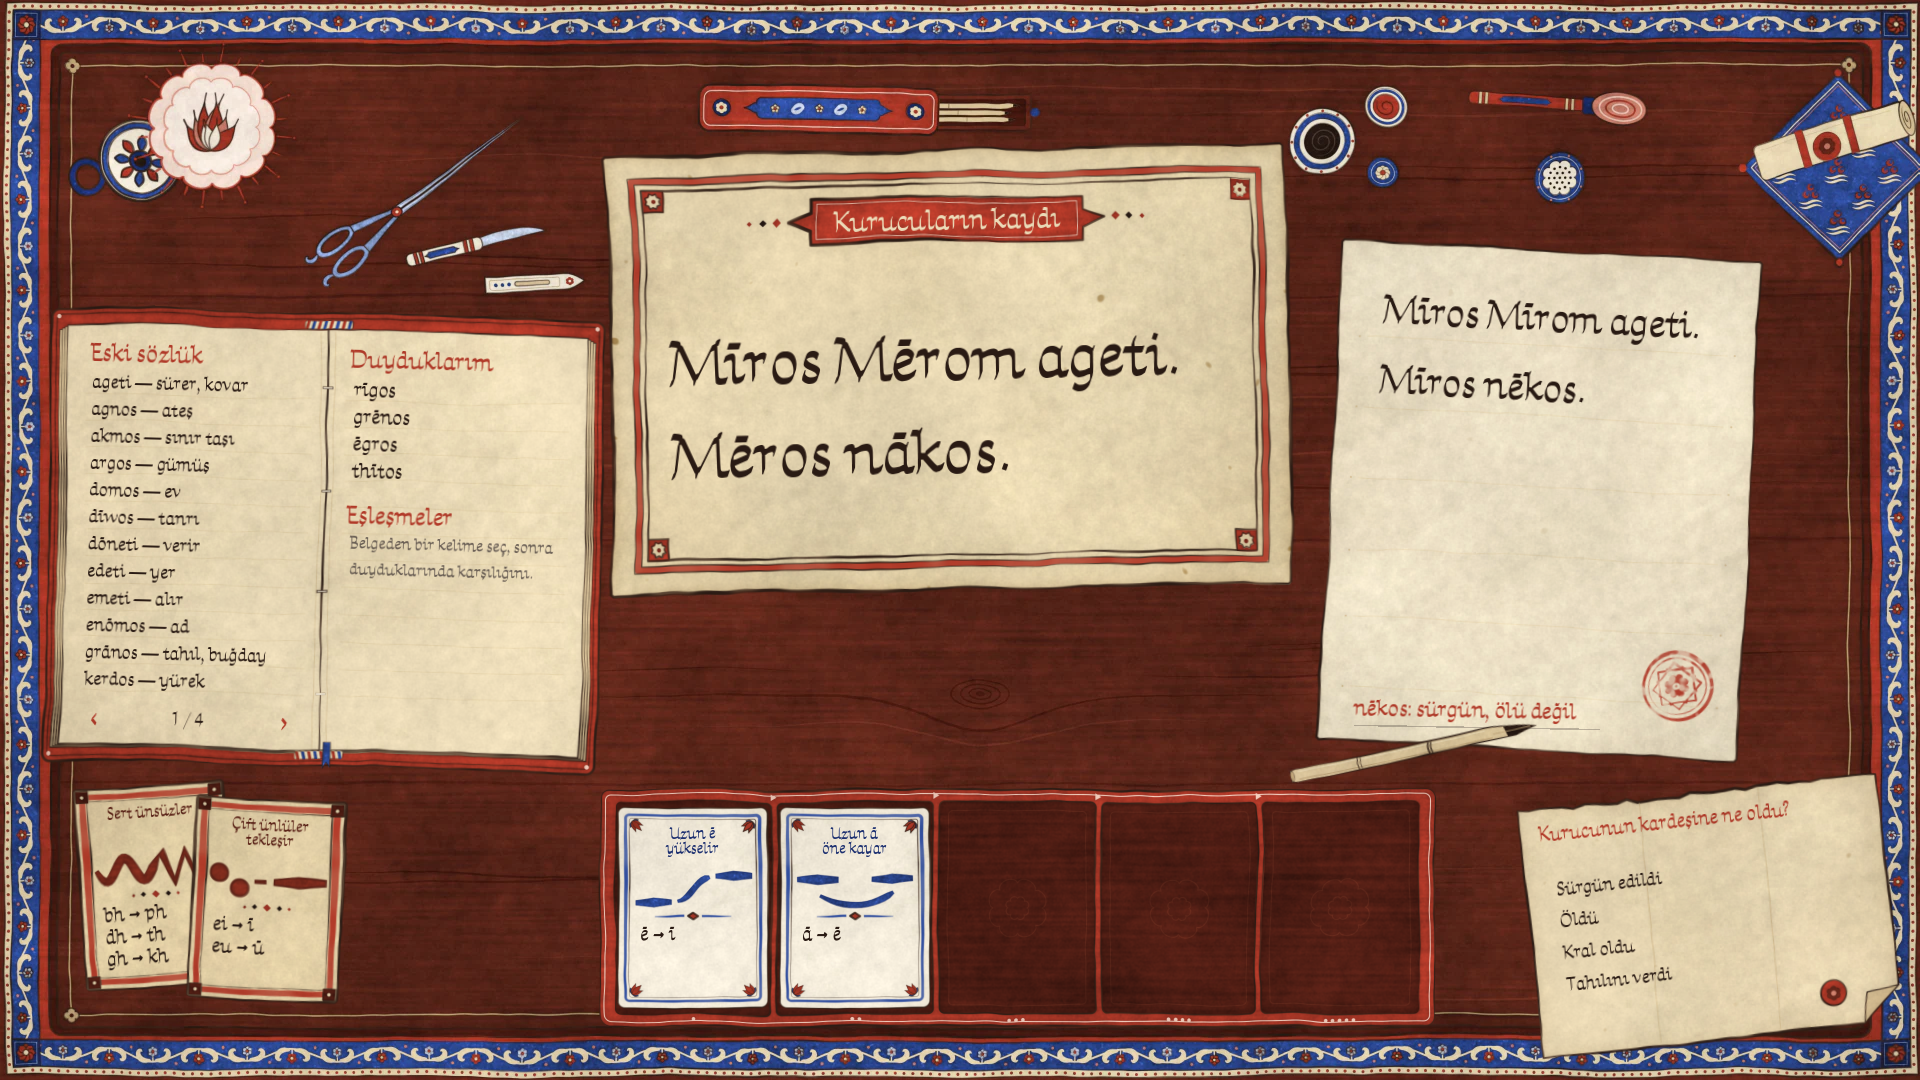 Kurucuların kaydı
Mīros Mērom ageti.
Mēros nākos.
Mīros Mīrom ageti.
Mīros nēkos.
nēkos: sürgün, ölü değil
Eski sözlük
ageti — sürer, kovar
agnos — ateş
akmos — sınır taşı
argos — gümüş
domos — ev
dīwos — tanrı
dōneti — verir
edeti — yer
emeti — alır
enōmos — ad
grānos — tahıl, buğday
kerdos — yürek
‹ 1 / 4 ›
Duyduklarım
rīgos
grēnos
ēgros
thītos
Eşleşmeler
Belgeden bir kelime seç, sonra
duyduklarında karşılığını.
Sert ünsüzler
bh → ph
dh → th
gh → kh
Çift ünlüler
tekleşir
ei → ī
eu → ū
Uzun ē
yükselir
ē → ī
Uzun ā
öne kayar
ā → ē
Kurucunun kardeşine ne oldu?
Sürgün edildi
Öldü
Kral oldu
Tahılını verdi